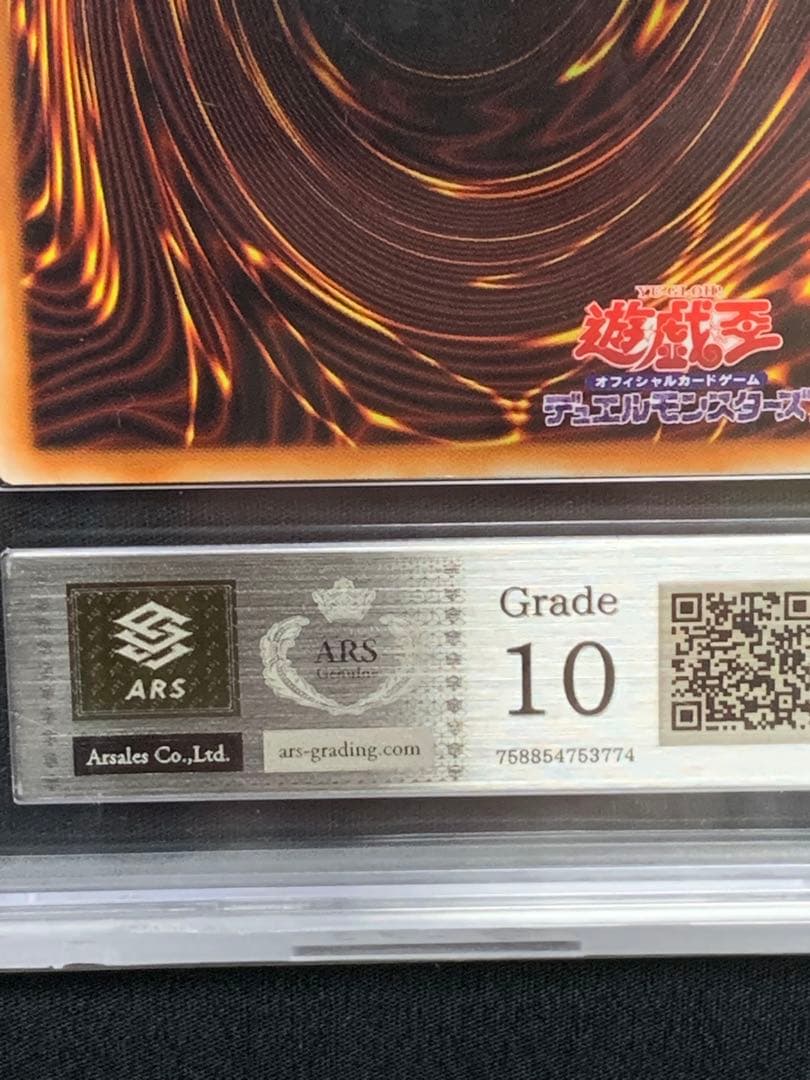 YU-GI-OH!
遊戯王
オフィシャルカードゲーム
デュエルモンスターズ
ARS
Arsales Co.,Ltd.
ARS
Genuine
ars-grading.com
Grade
10
758854753774